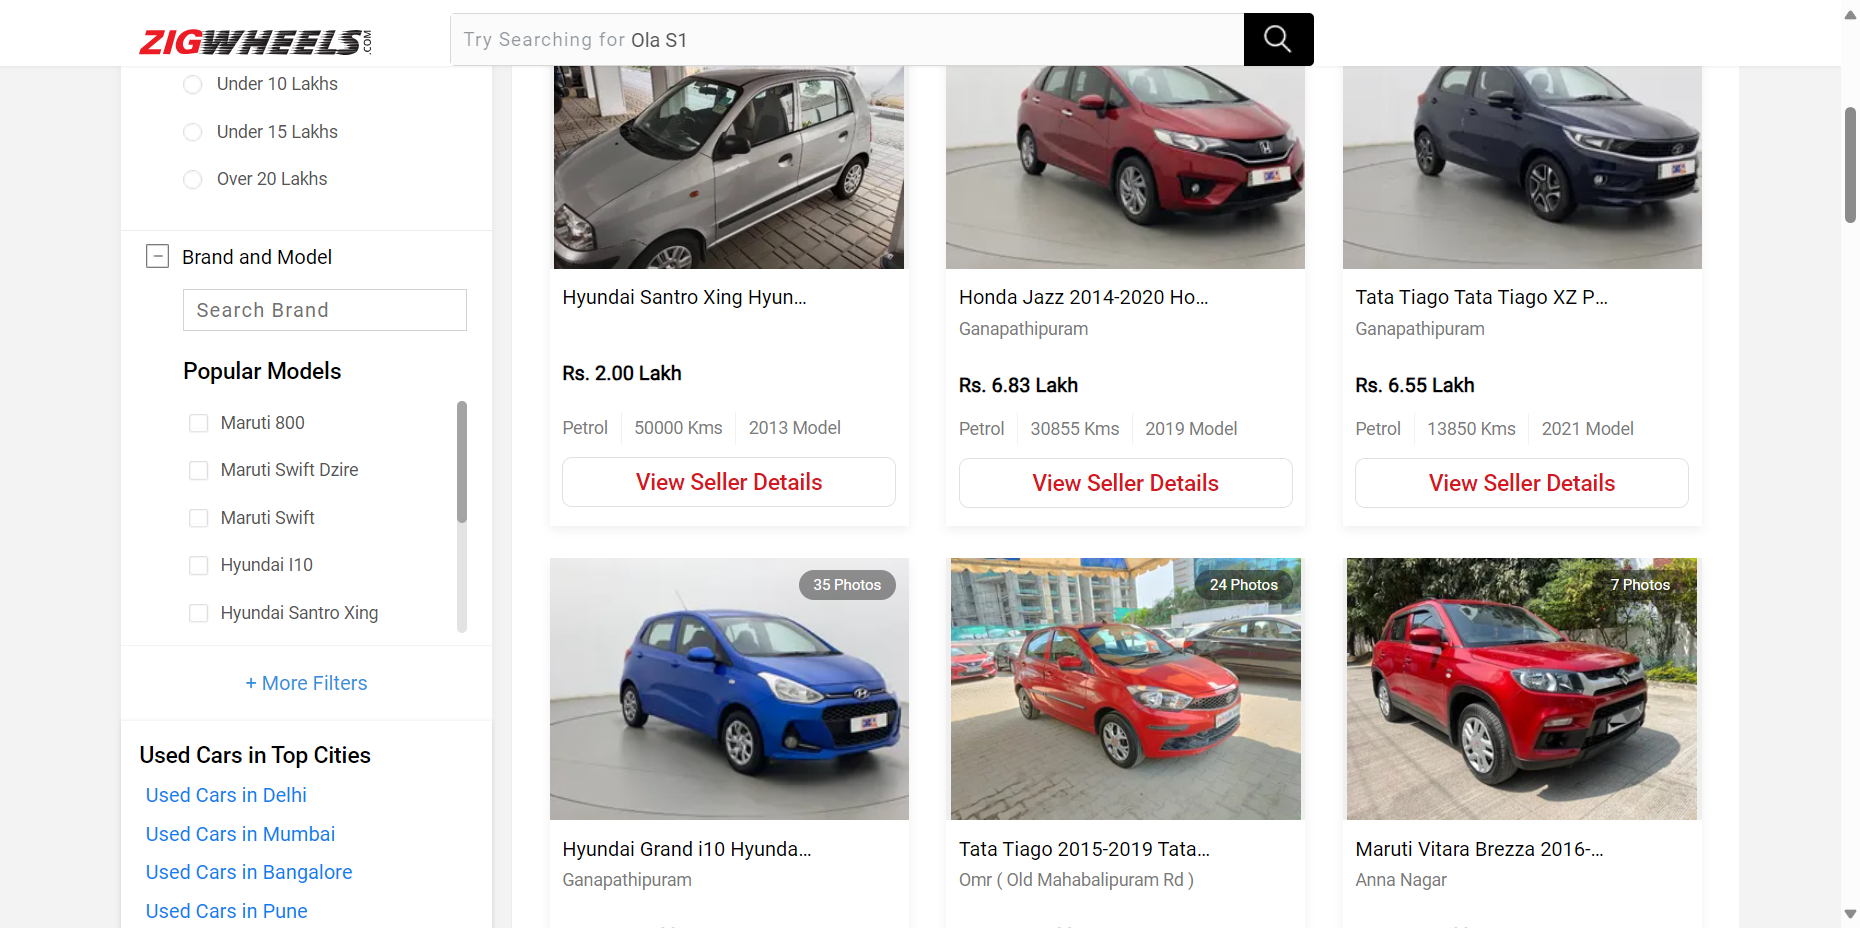 ZIGWHEELS.COM
Try Searching for Ola S1
Under 10 Lakhs
Under 15 Lakhs
Over 20 Lakhs
Brand and Model
Search Brand
Popular Models
Maruti 800
Maruti Swift Dzire
Maruti Swift
Hyundai I10
Hyundai Santro Xing
+ More Filters
Used Cars in Top Cities
Used Cars in Delhi
Used Cars in Mumbai
Used Cars in Bangalore
Used Cars in Pune
Hyundai Santro Xing Hyun...
Rs. 2.00 Lakh
Petrol 50000 Kms 2013 Model
View Seller Details
Honda Jazz 2014-2020 Ho...
Ganapathipuram
Rs. 6.83 Lakh
Petrol 30855 Kms 2019 Model
View Seller Details
Tata Tiago Tata Tiago XZ P...
Ganapathipuram
Rs. 6.55 Lakh
Petrol 13850 Kms 2021 Model
View Seller Details
35 Photos
Hyundai Grand i10 Hyunda...
Ganapathipuram
24 Photos
Tata Tiago 2015-2019 Tata...
Omr ( Old Mahabalipuram Rd )
7 Photos
Maruti Vitara Brezza 2016-...
Anna Nagar